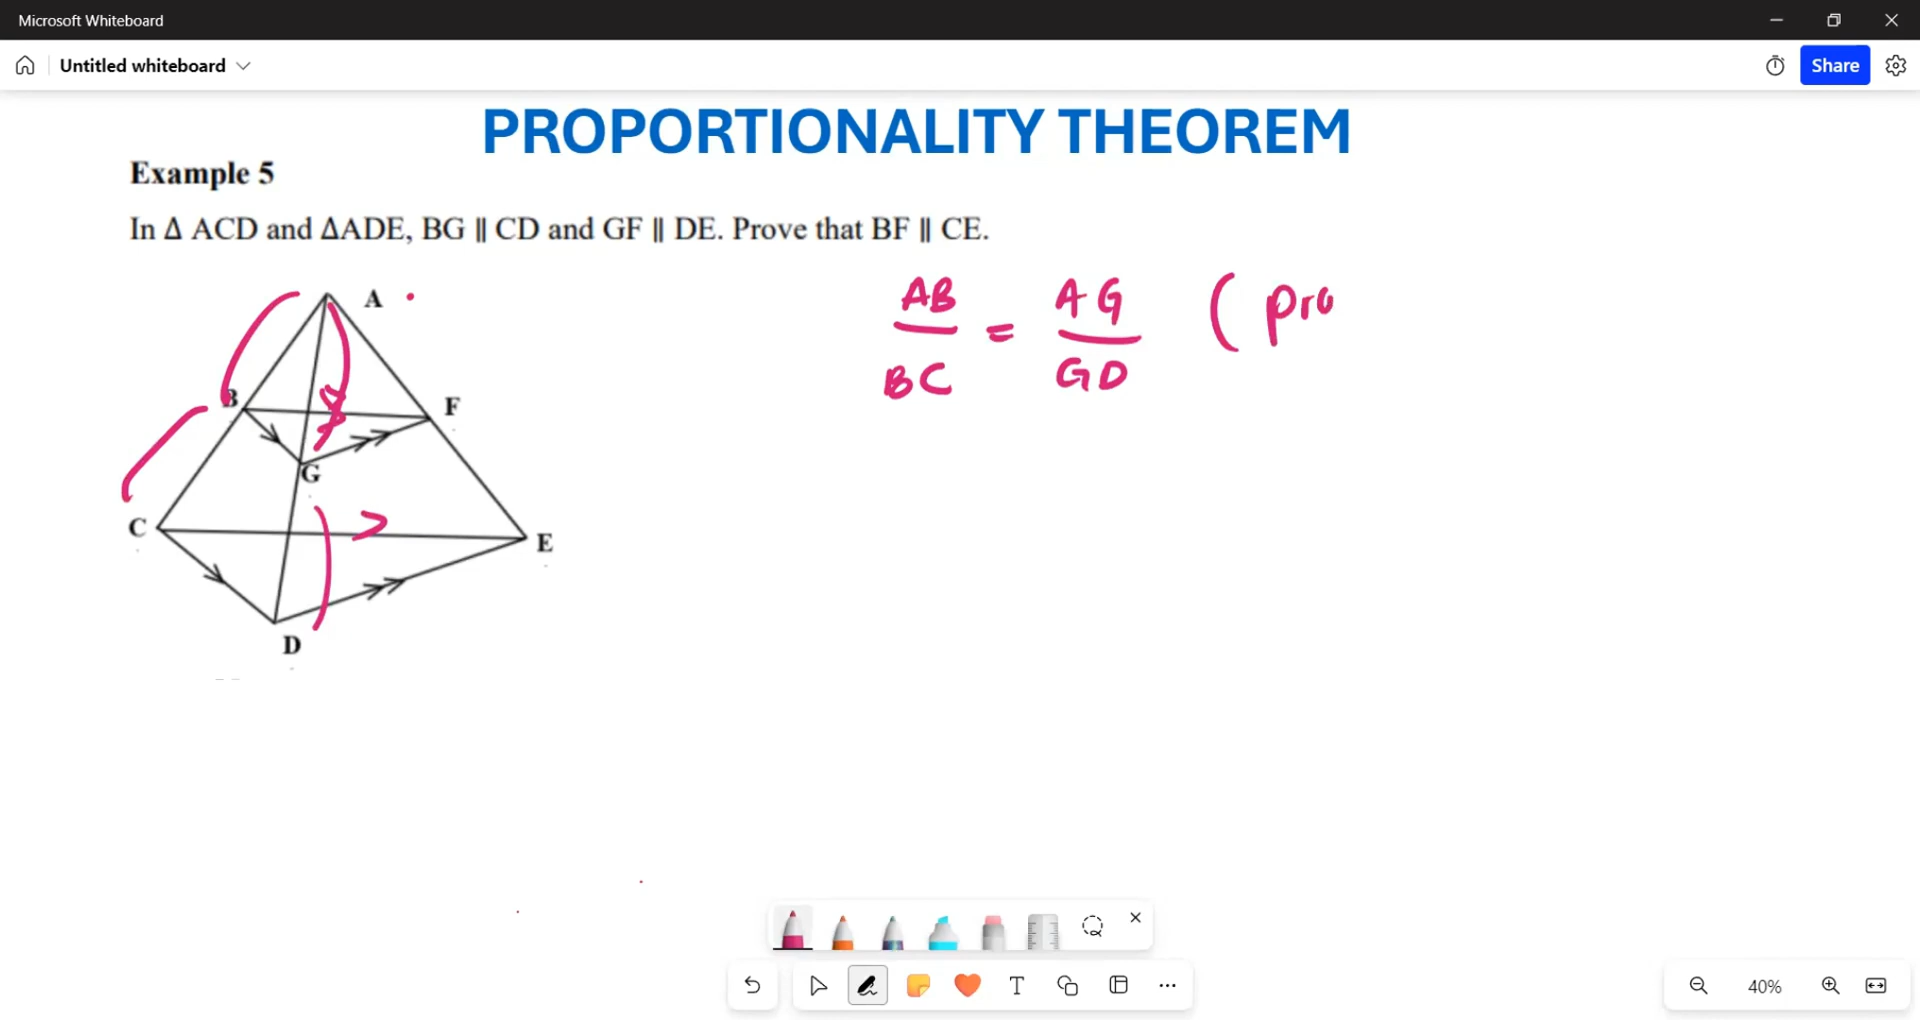 Microsoft Whiteboard
Untitled whiteboard
Share
PROPORTIONALITY THEOREM
Example 5
In Δ ACD and ΔADE, BG ∥ CD and GF ∥ DE. Prove that BF ∥ CE.
AB/BC = AG/GD (pro
A
B
F
G
C
E
D
40%